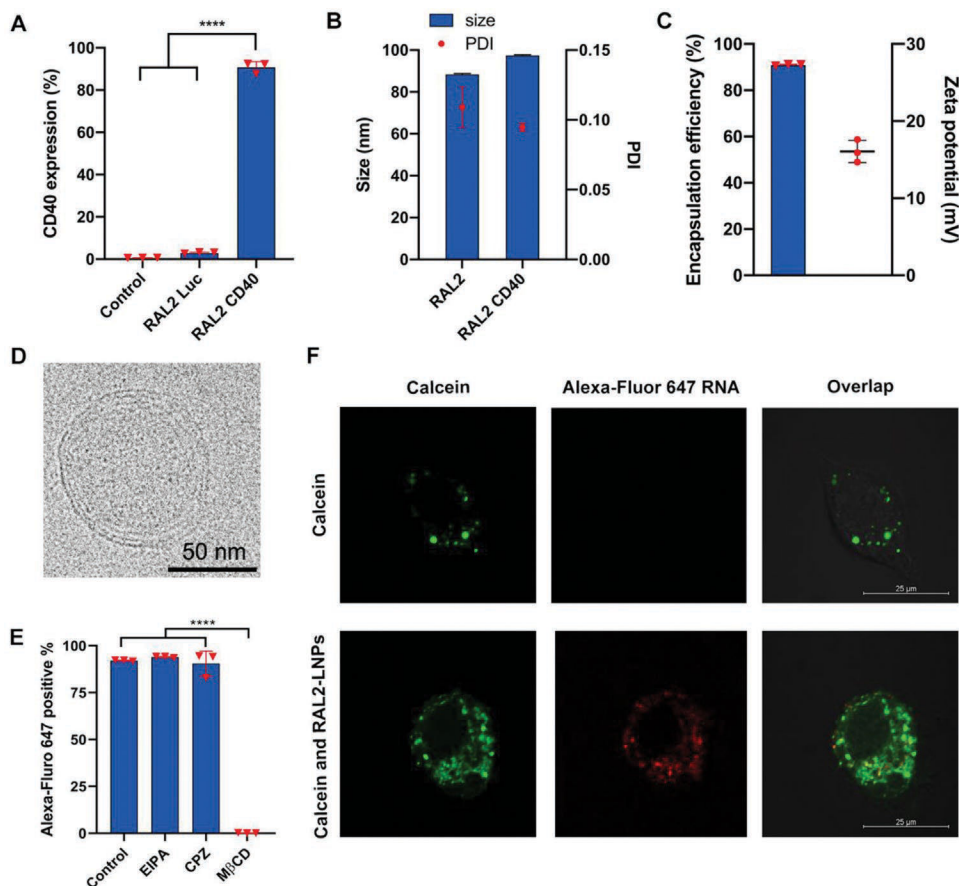 A
CD40 expression (%)
100
80
60
40
20
0
****
Control
RAL2 Luc
RAL2 CD40
B
size
PDI
Size (nm)
100
80
60
40
20
0
0.15
0.10
0.05
0.00
PDI
RAL2
RAL2 CD40
C
Encapsulation efficiency (%)
100
80
60
40
20
0
30
20
10
0
Zeta potential (mV)
D
50 nm
E
Alexa-Fluro 647 positive %
100
75
50
25
0
****
Control
EIPA
CPZ
MβCD
F
Calcein
Alexa-Fluor 647 RNA
Overlap
Calcein
25 µm
Calcein and RAL2-LNPs
25 µm